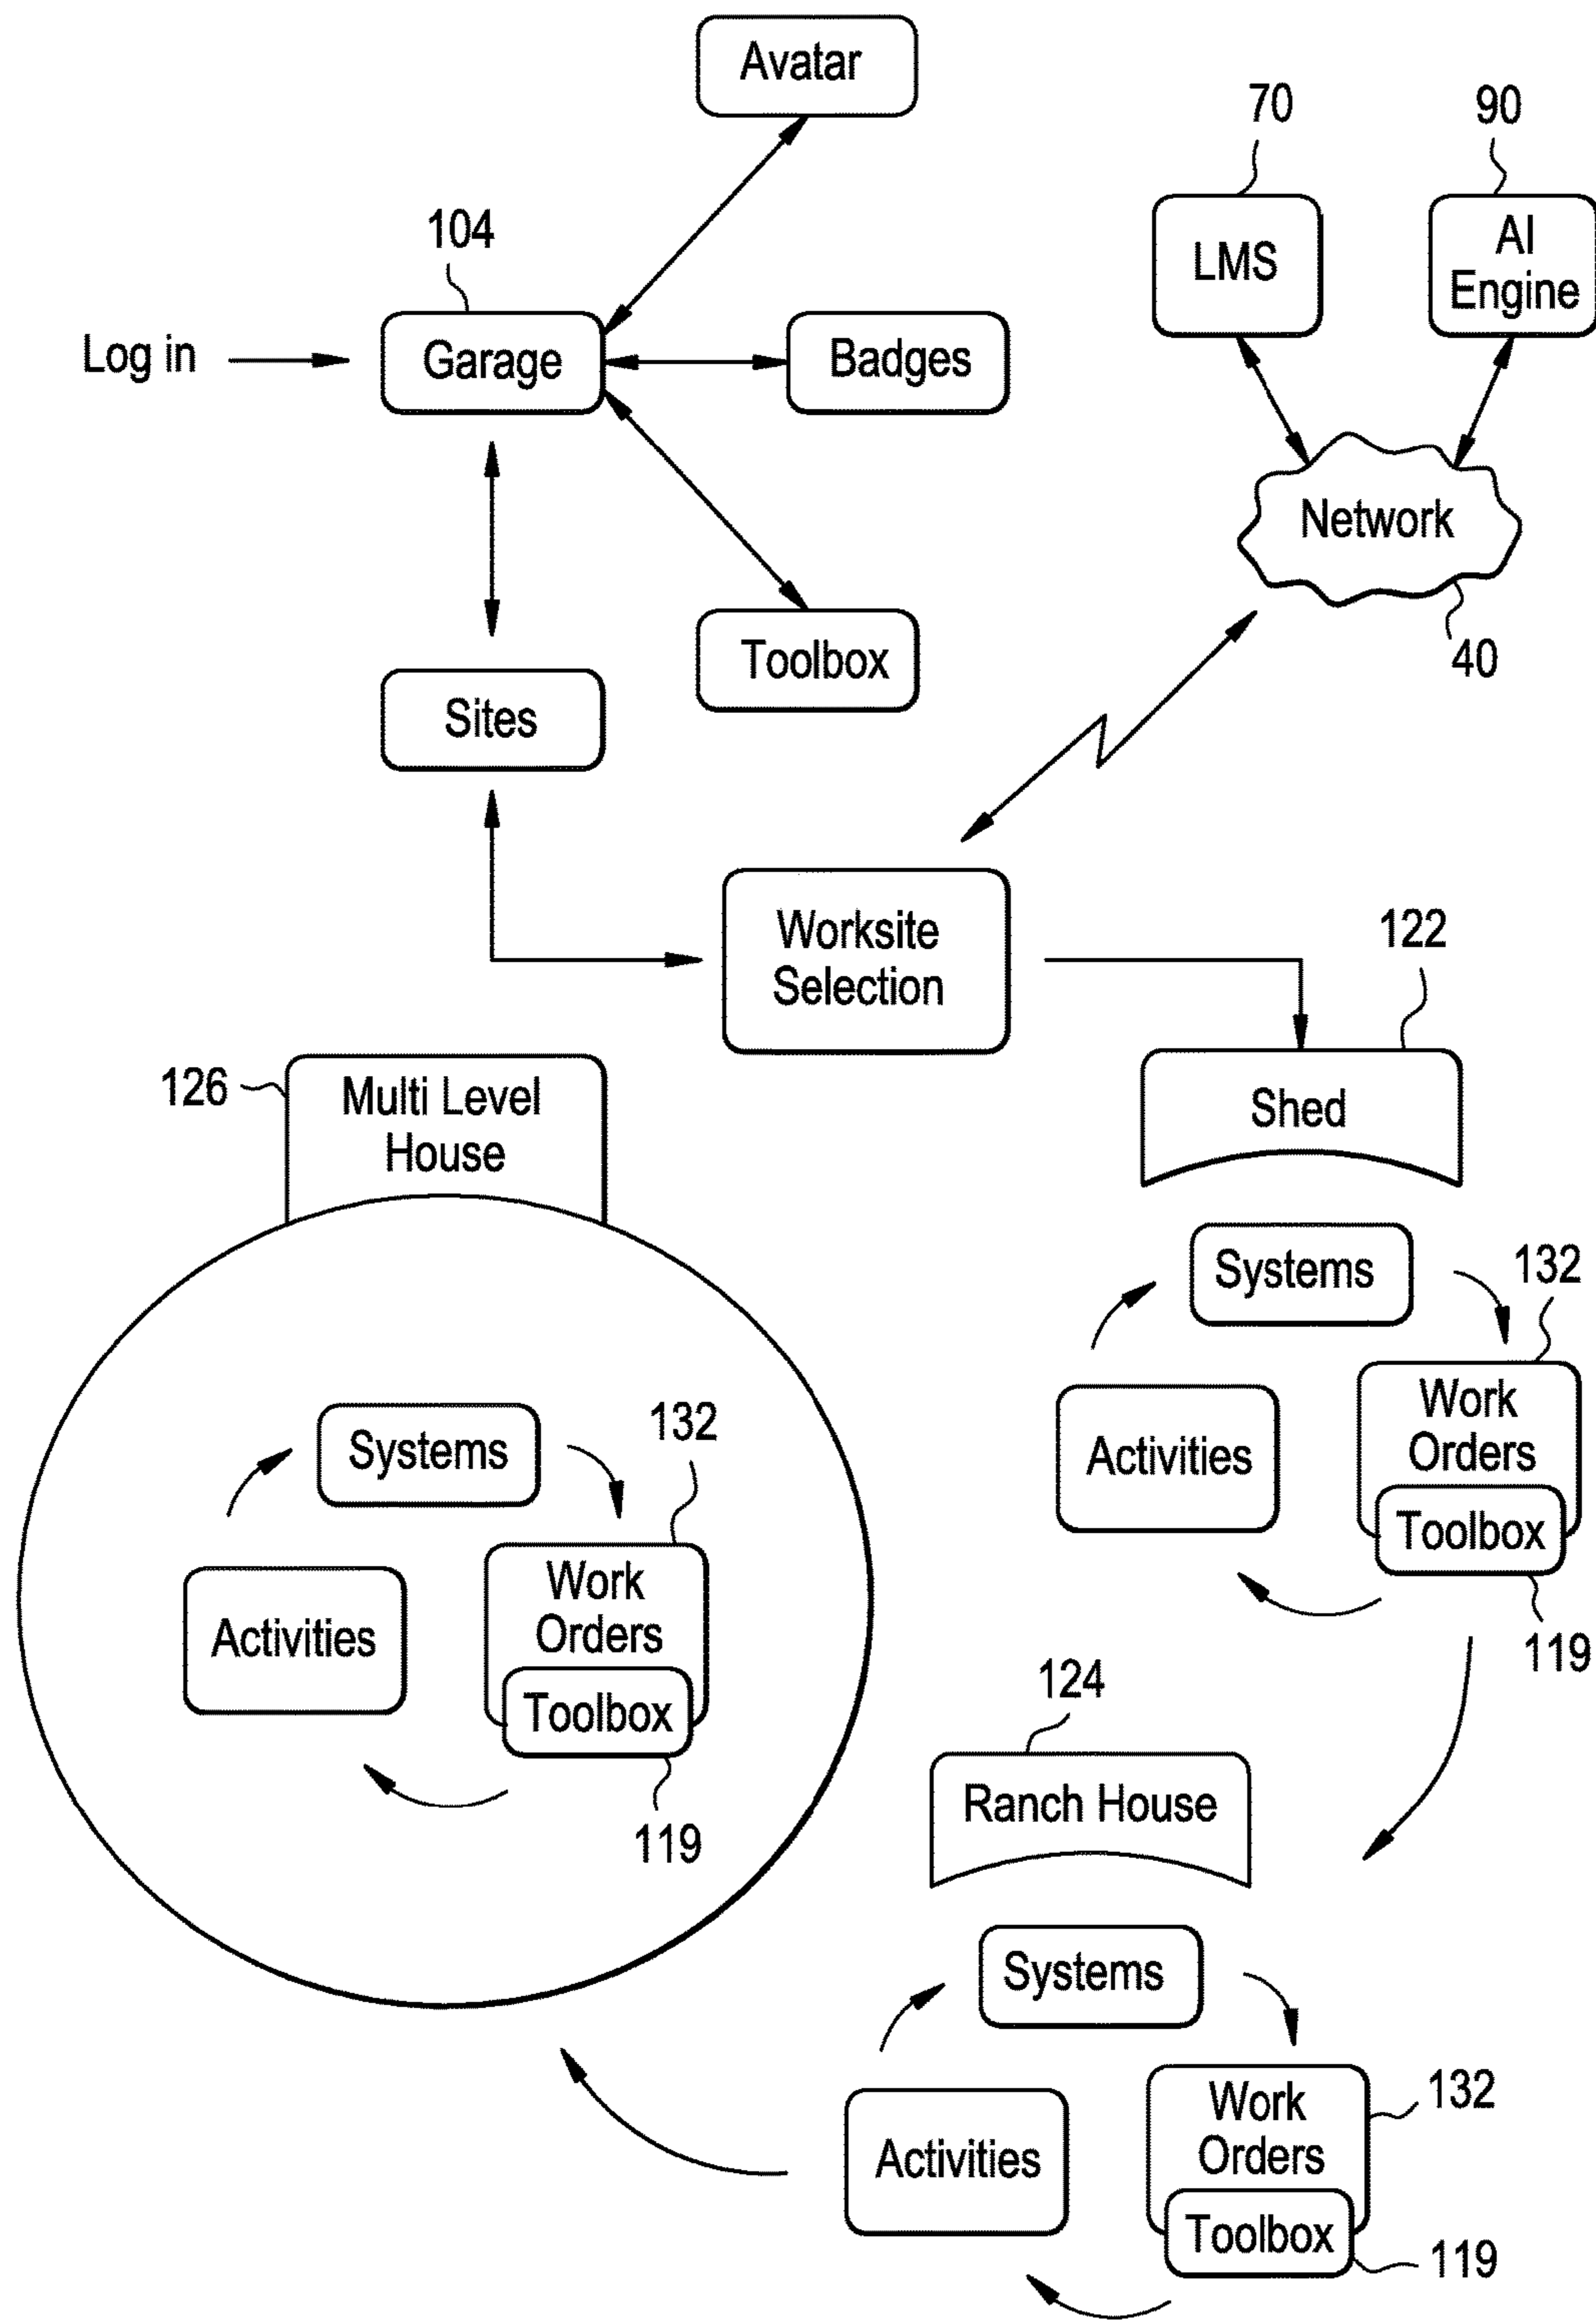 Avatar
70
90
104
LMS
AI
Engine
Log in
Garage
Badges
Network
Toolbox
40
Sites
Worksite
Selection
122
126
Multi Level
House
Shed
Systems
132
Work
Orders
Activities
Toolbox
119
Systems
132
Work
Orders
Activities
Toolbox
119
124
Ranch House
Systems
132
Work
Orders
Activities
Toolbox
119